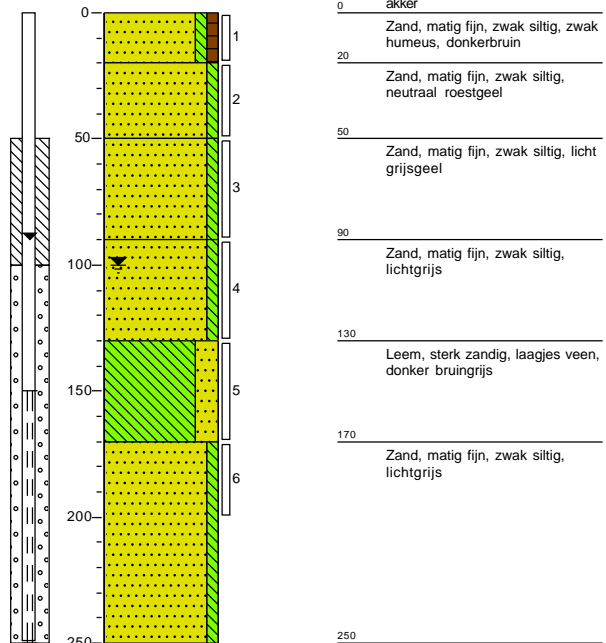 0
akker
0
Zand, matig fijn, zwak siltig, zwak
humeus, donkerbruin
1
20
Zand, matig fijn, zwak siltig,
neutraal roestgeel
2
50
50
Zand, matig fijn, zwak siltig, licht
grijsgeel
3
90
Zand, matig fijn, zwak siltig,
lichtgrijs
100
4
130
Leem, sterk zandig, laagjes veen,
donker bruingrijs
5
150
170
Zand, matig fijn, zwak siltig,
lichtgrijs
6
200
250
250